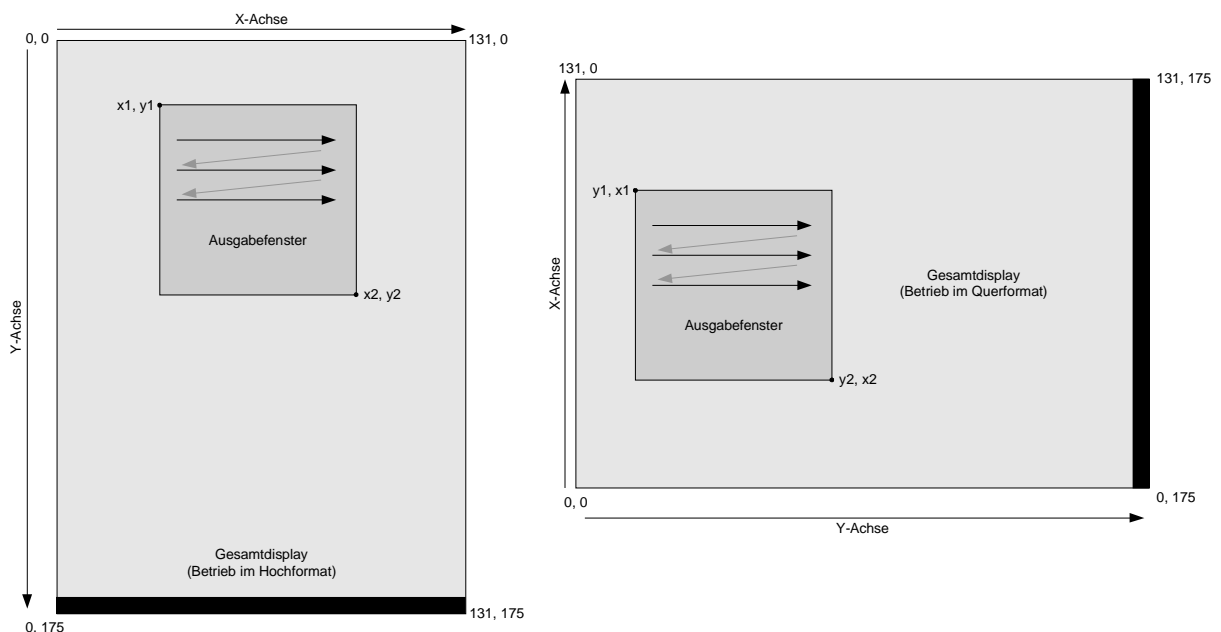 X-Achse
0, 0
131, 0
x1, y1
Ausgabefenster
x2, y2
Y-Achse
Gesamtdisplay
(Betrieb im Hochformat)
131, 175
0, 175
131, 0
131, 175
y1, x1
X-Achse
Gesamtdisplay
(Betrieb im Querformat)
Ausgabefenster
y2, x2
0, 0
0, 175
Y-Achse